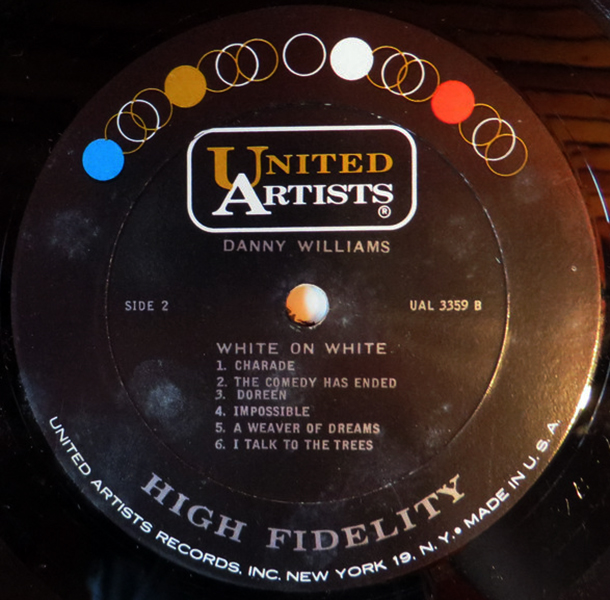 UNITED
ARTISTS®
DANNY WILLIAMS
SIDE 2
UAL 3359 B
WHITE ON WHITE
1. CHARADE
2. THE COMEDY HAS ENDED
3. DOREEN
4. IMPOSSIBLE
5. A WEAVER OF DREAMS
6. I TALK TO THE TREES
HIGH FIDELITY
UNITED ARTISTS RECORDS, INC. NEW YORK 19, N. Y. • MADE IN U. S. A.